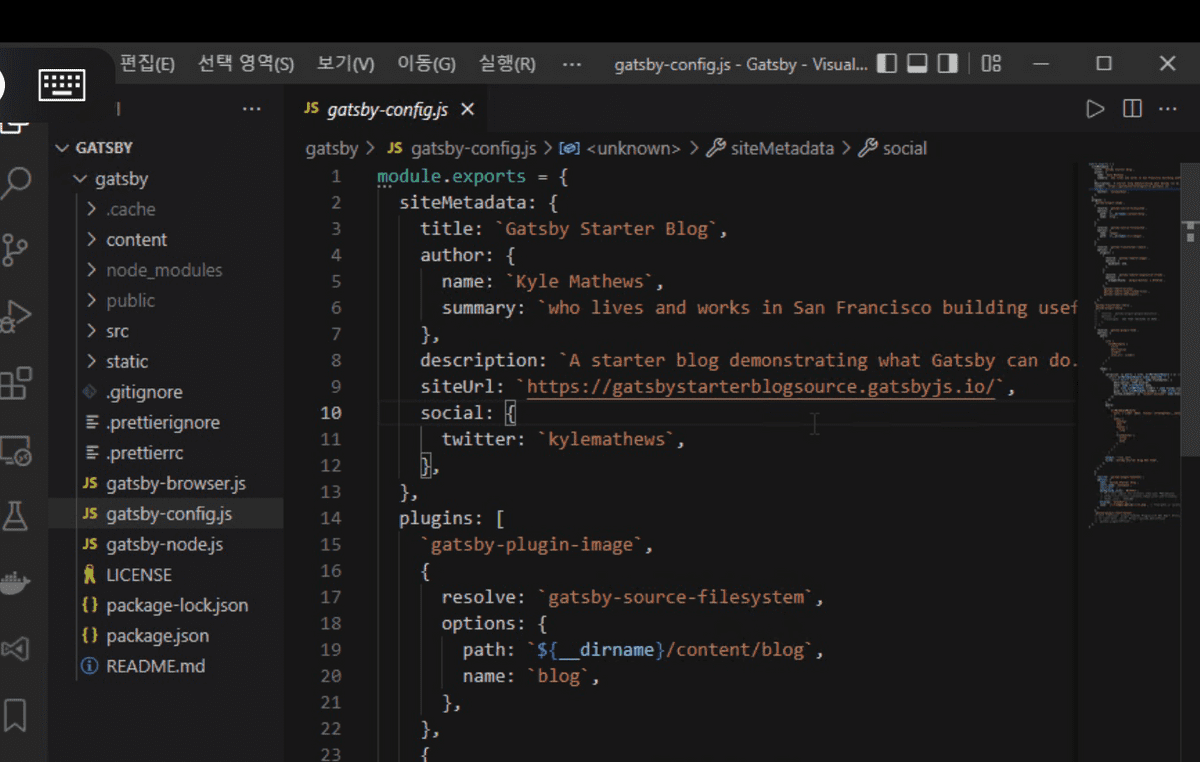 편집(E) 선택 영역(S) 보기(V) 이동(G) 실행(R) ··· gatsby-config.js - Gatsby - Visual...
JS gatsby-config.js
GATSBY
gatsby
.cache
content
node_modules
public
src
static
.gitignore
.prettierignore
.prettierrc
JS gatsby-browser.js
JS gatsby-config.js
JS gatsby-node.js
LICENSE
{} package-lock.json
{} package.json
README.md
gatsby > JS gatsby-config.js > <unknown> > siteMetadata > social
1 module.exports = {
2 siteMetadata: {
3 title: `Gatsby Starter Blog`,
4 author: {
5 name: `Kyle Mathews`,
6 summary: `who lives and works in San Francisco building usef
7 },
8 description: `A starter blog demonstrating what Gatsby can do.
9 siteUrl: `https://gatsbystarterblogsource.gatsbyjs.io/`,
10 social: {
11 twitter: `kylemathews`,
12 },
13 },
14 plugins: [
15 `gatsby-plugin-image`,
16 {
17 resolve: `gatsby-source-filesystem`,
18 options: {
19 path: `${__dirname}/content/blog`,
20 name: `blog`,
21 },
22 },
23 {